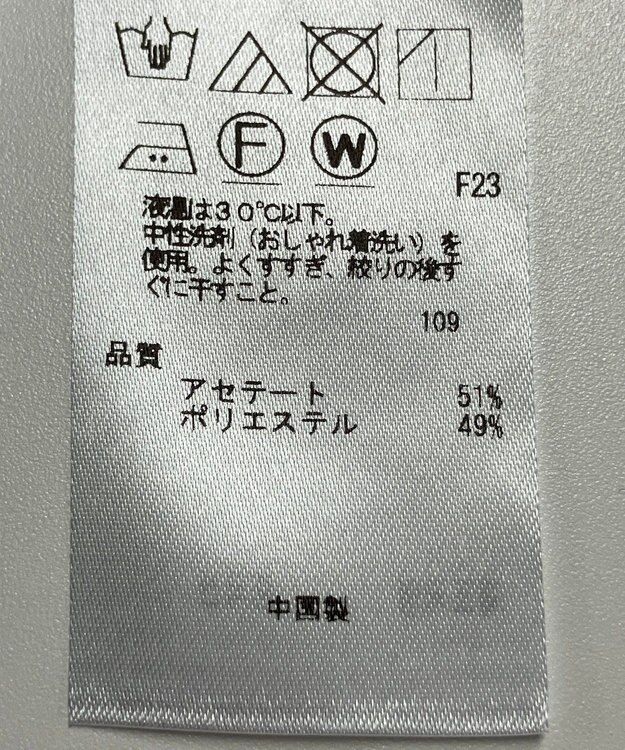 F
W
F23
液温は30℃以下。
中性洗剤（おしゃれ着洗い）を
使用。よくすすぎ、絞りの後す
ぐに干すこと。
109
品質
アセテート 51%
ポリエステル 49%
中国製